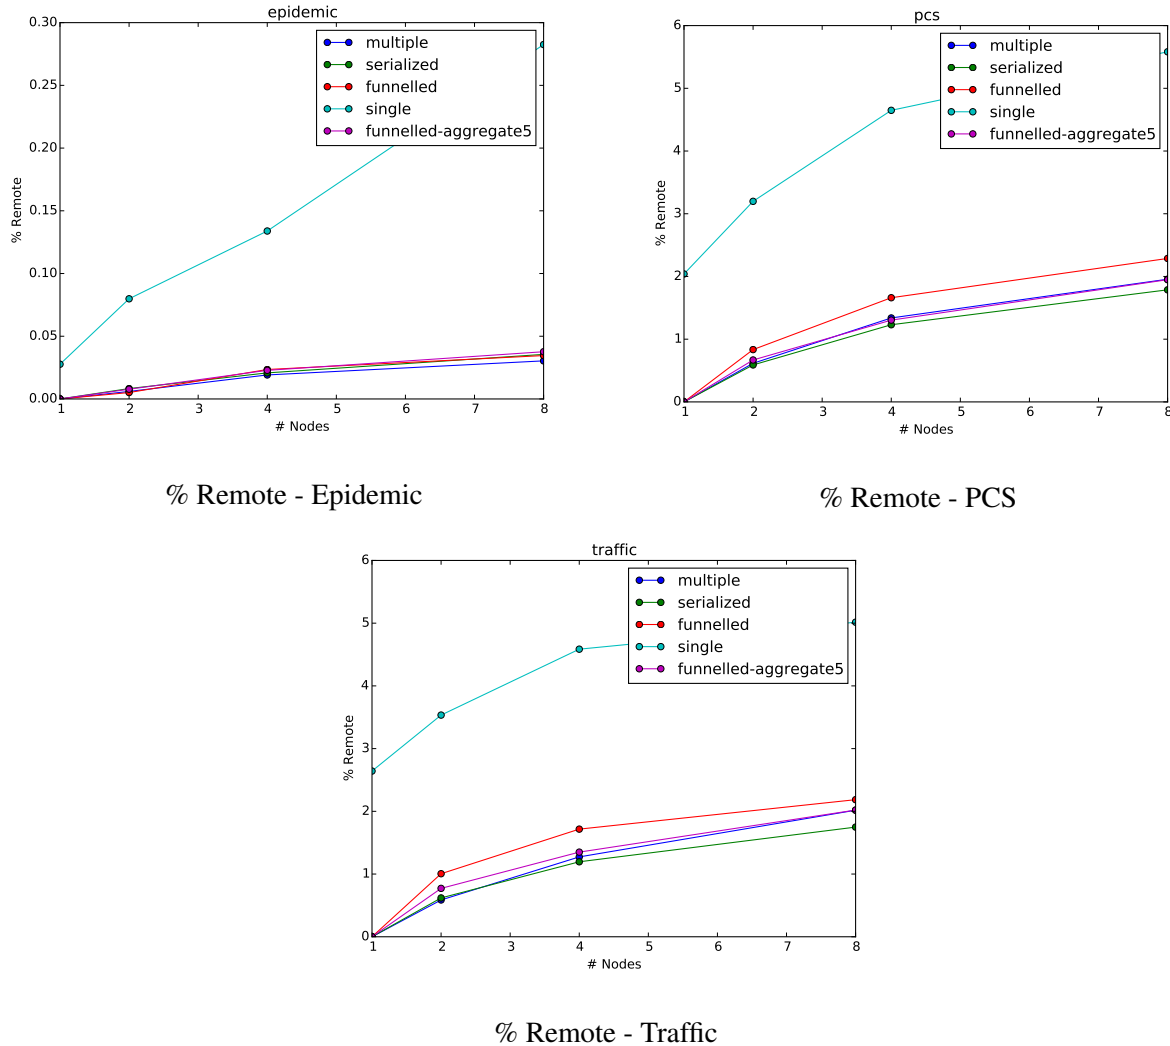 epidemic
0.30
0.25
0.20
0.15
0.10
0.05
0.00
% Remote
multiple
serialized
funnelled
single
funnelled-aggregate5
1 2 3 4 5 6 7 8
# Nodes
% Remote - Epidemic
pcs
6
5
4
3
2
1
0
% Remote
multiple
serialized
funnelled
single
funnelled-aggregate5
1 2 3 4 5 6 7 8
# Nodes
% Remote - PCS
traffic
6
5
4
3
2
1
0
% Remote
multiple
serialized
funnelled
single
funnelled-aggregate5
1 2 3 4 5 6 7 8
# Nodes
% Remote - Traffic